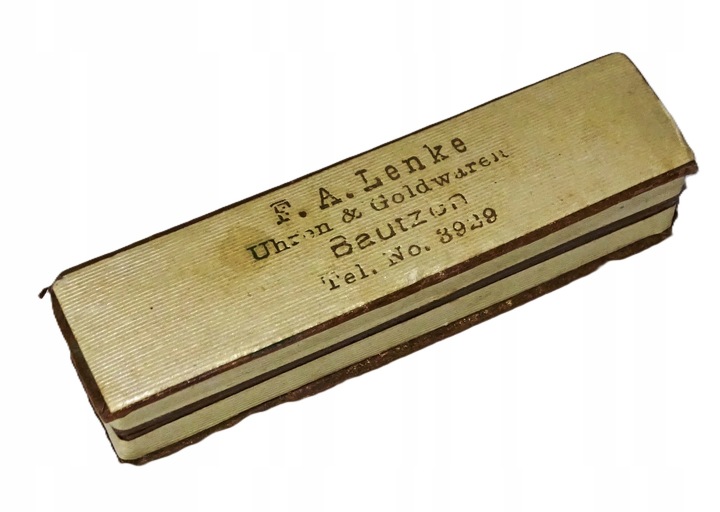 F. A. Lenke
Uhren & Goldwaren
Bautzen
Tel. No. 3929